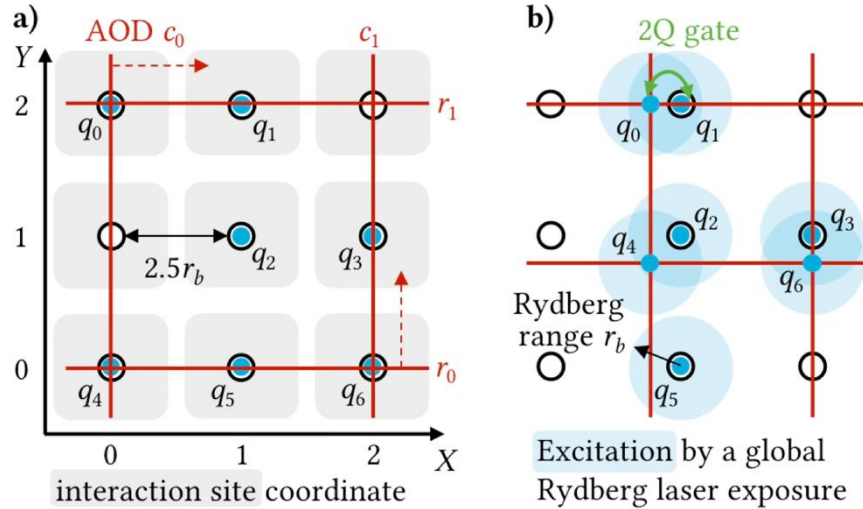 a)
AOD c₀
c₁
Y
2
r₁
q₀
q₁
1
q₂
q₃
2.5r_b
0
r₀
q₄
q₅
q₆
0
1
2
X
interaction site coordinate
b)
2Q gate
q₀
q₁
q₂
q₃
q₄
q₆
Rydberg
range r_b
q₅
Excitation by a global
Rydberg laser exposure